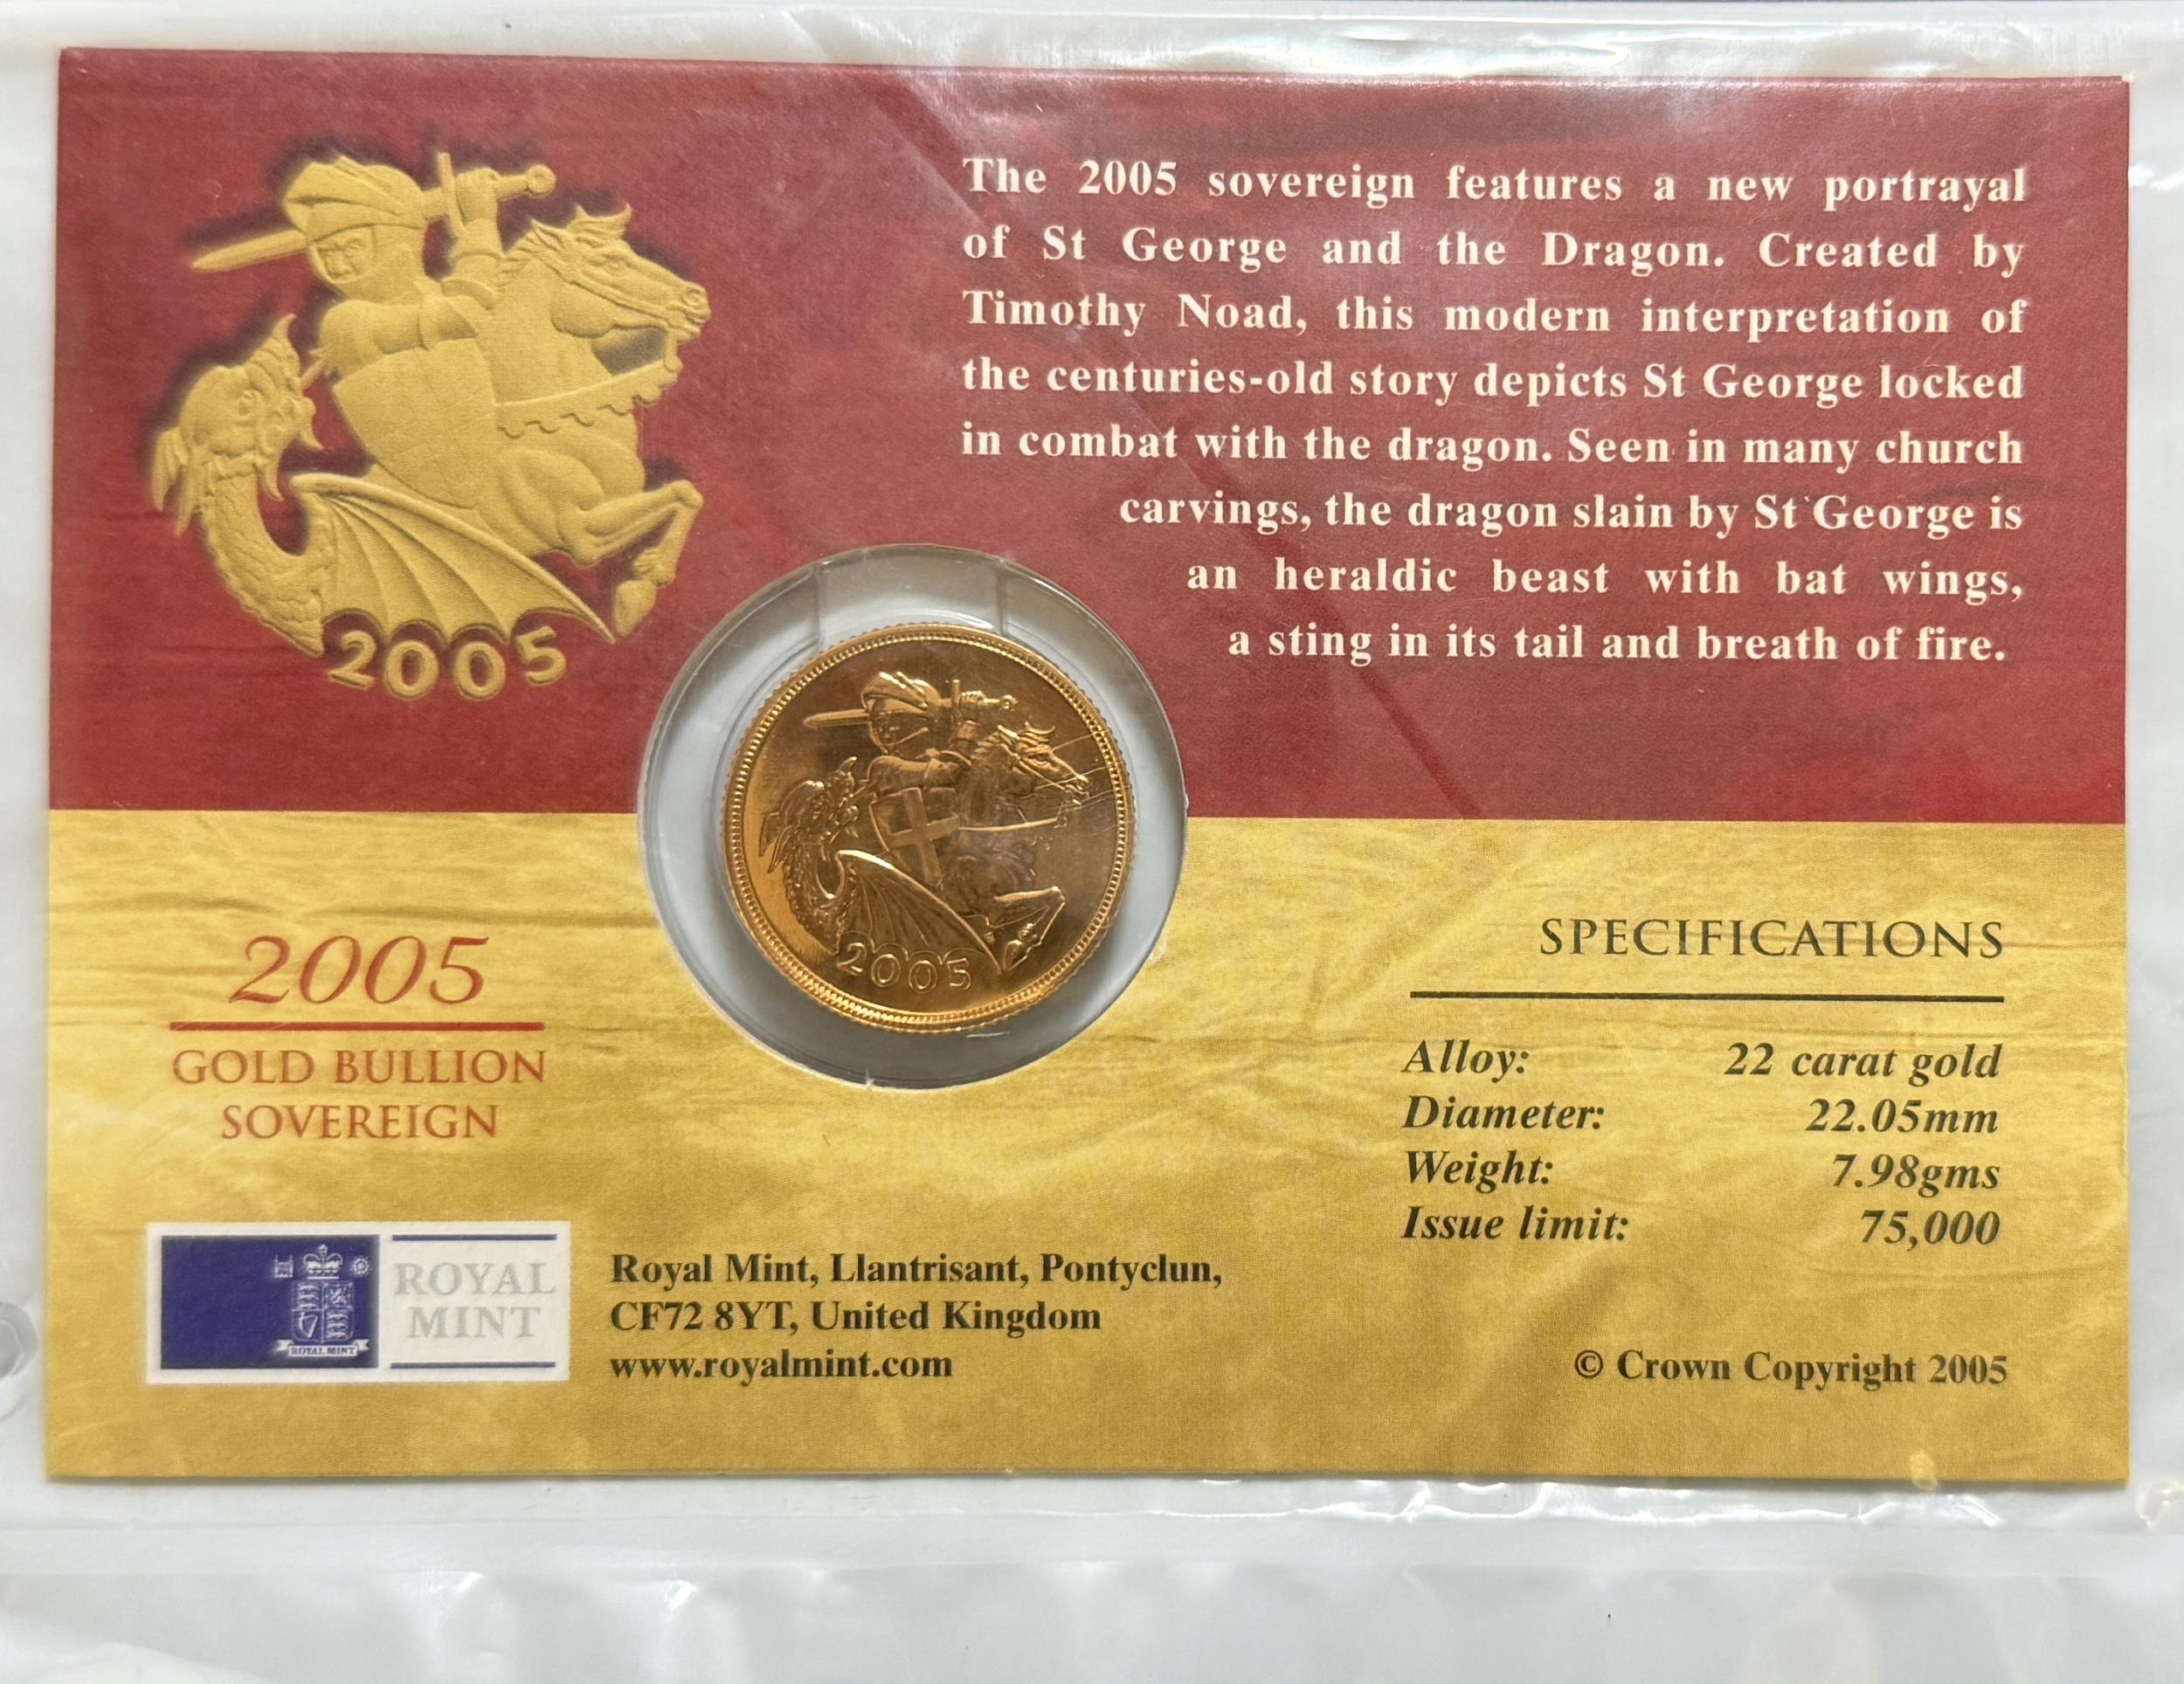 The 2005 sovereign features a new portrayal
of St George and the Dragon. Created by
Timothy Noad, this modern interpretation of
the centuries-old story depicts St George locked
in combat with the dragon. Seen in many church
carvings, the dragon slain by St George is
an heraldic beast with bat wings,
a sting in its tail and breath of fire.
2005
2005
2005
GOLD BULLION
SOVEREIGN
SPECIFICATIONS
Alloy: 22 carat gold
Diameter: 22.05mm
Weight: 7.98gms
Issue limit: 75,000
ROYAL MINT
ROYAL
MINT
Royal Mint, Llantrisant, Pontyclun,
CF72 8YT, United Kingdom
www.royalmint.com
© Crown Copyright 2005